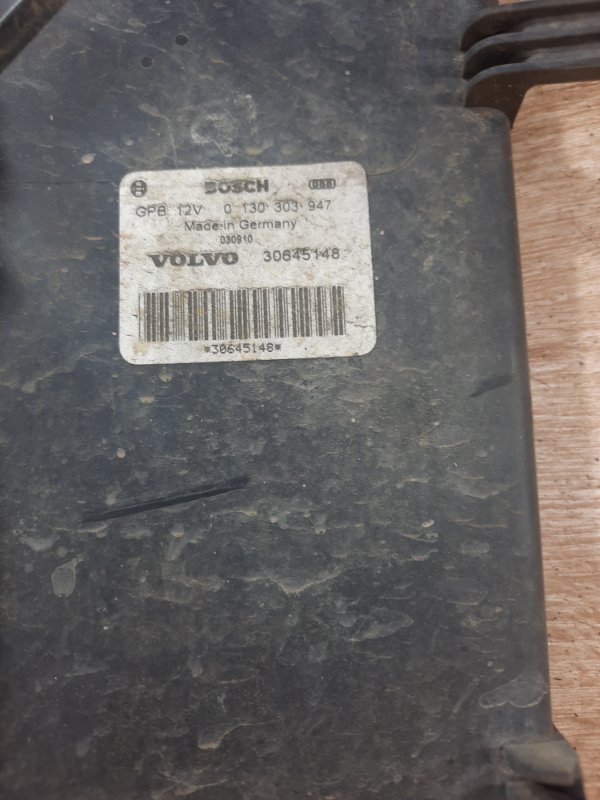 BOSCH
GPB 12V 0 130 303 947
Made in Germany
030910
VOLVO 30645148
*30645148*